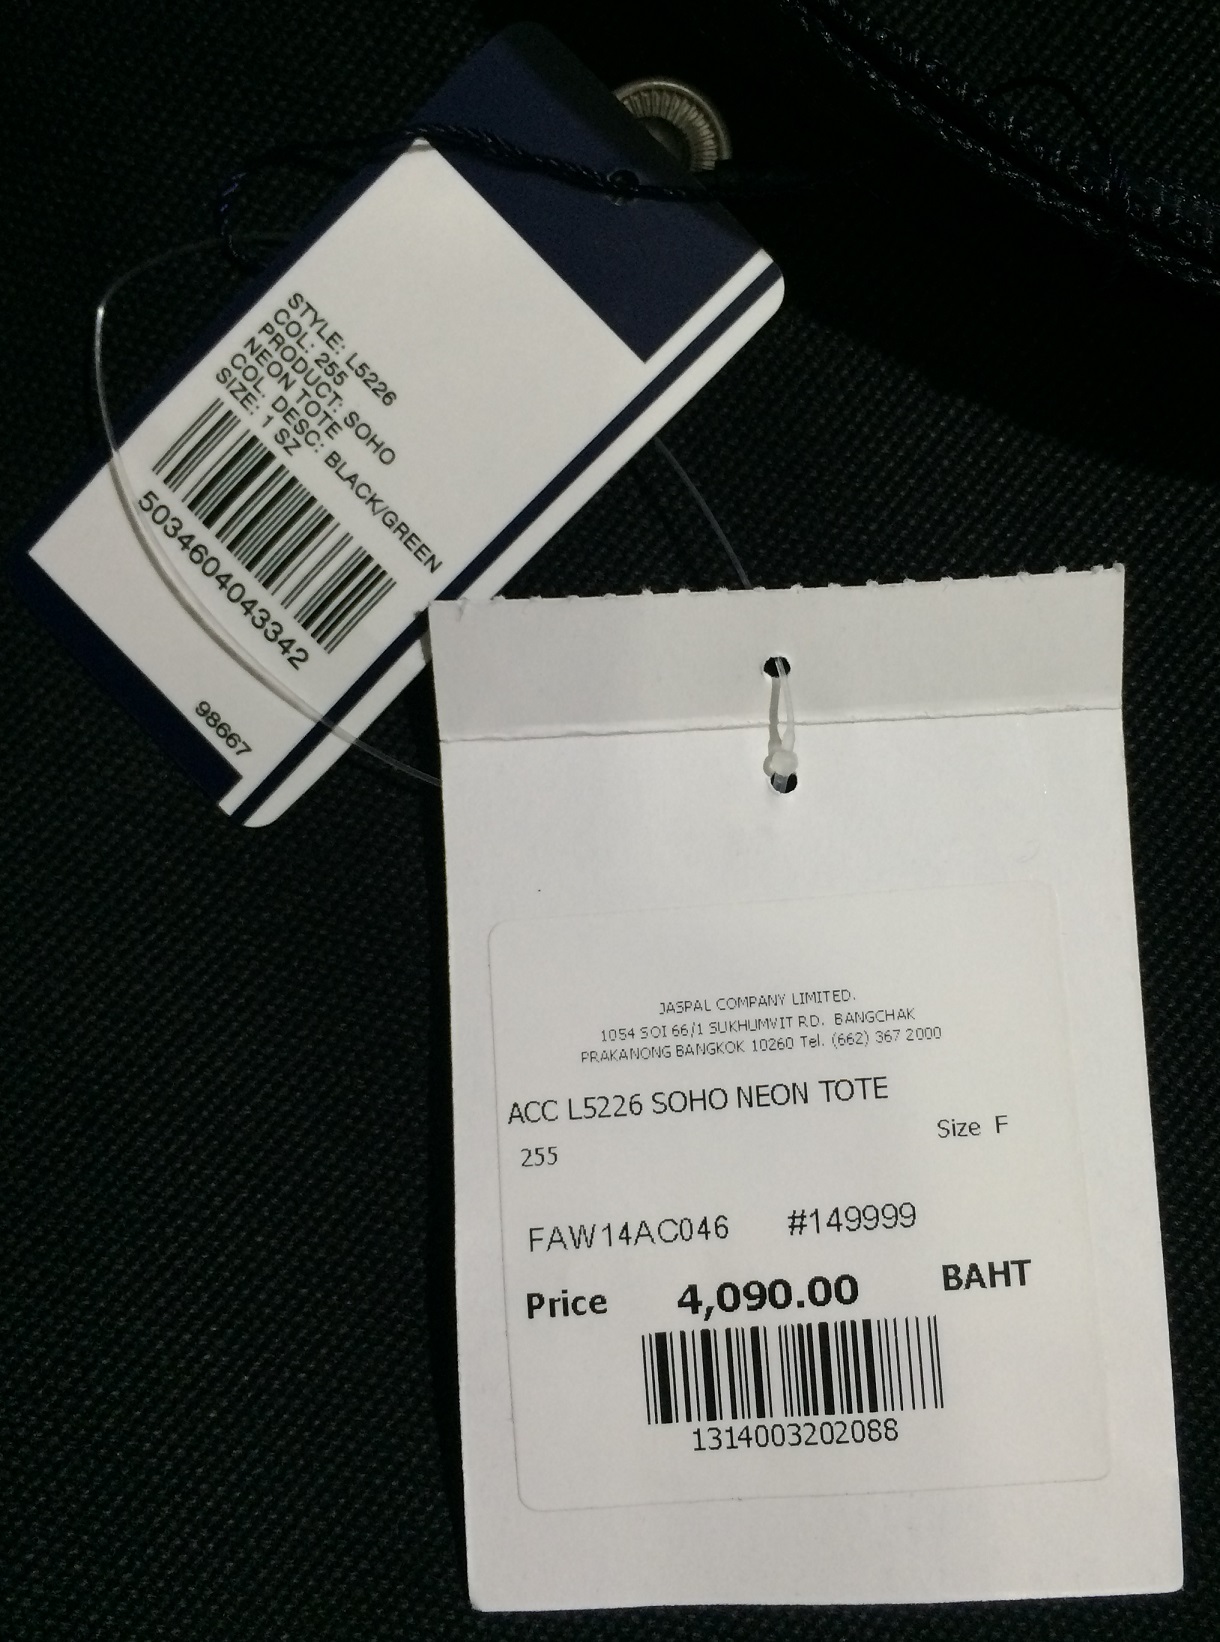 STYLE: L5226
COL: 255
PRODUCT: SOHO
NEON TOTE
COL. DESC: BLACK/GREEN
SIZE: 1 SZ
5034604043342
98667
JASPAL COMPANY LIMITED.
1054 SOI 66/1 SUKHUMVIT RD. BANGCHAK
PRAKANONG BANGKOK 10260 Tel. (662) 367 2000
ACC L5226 SOHO NEON TOTE
255 Size F
FAW14AC046 #149999
Price 4,090.00 BAHT
1314003202088